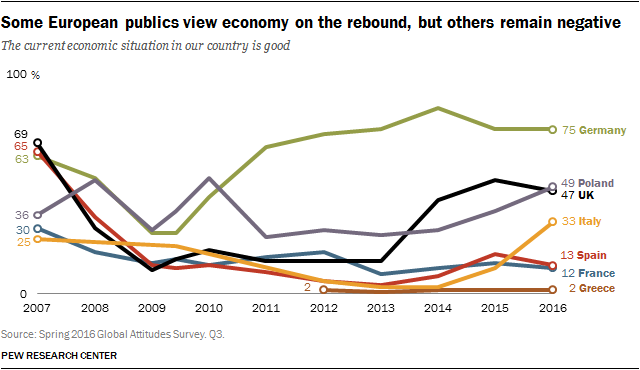 Some European publics view economy on the rebound, but others remain negative
The current economic situation in our country is good
100 %
69
65
63
36
30
25
2
0
75 Germany
49 Poland
47 UK
33 Italy
13 Spain
12 France
2 Greece
2007 2008 2009 2010 2011 2012 2013 2014 2015 2016
Source: Spring 2016 Global Attitudes Survey. Q3.
PEW RESEARCH CENTER